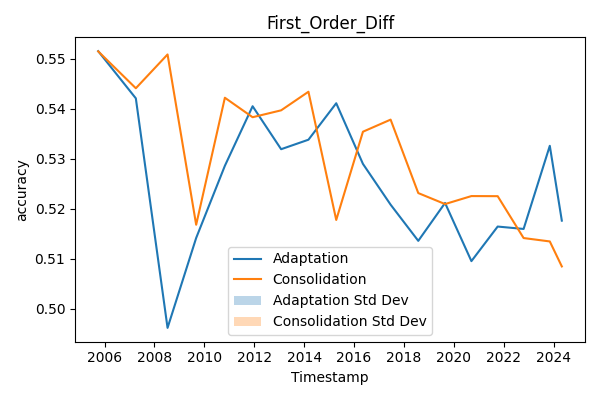 First_Order_Diff
accuracy
0.55
0.54
0.53
0.52
0.51
0.50
Adaptation
Consolidation
Adaptation Std Dev
Consolidation Std Dev
2006 2008 2010 2012 2014 2016 2018 2020 2022 2024
Timestamp